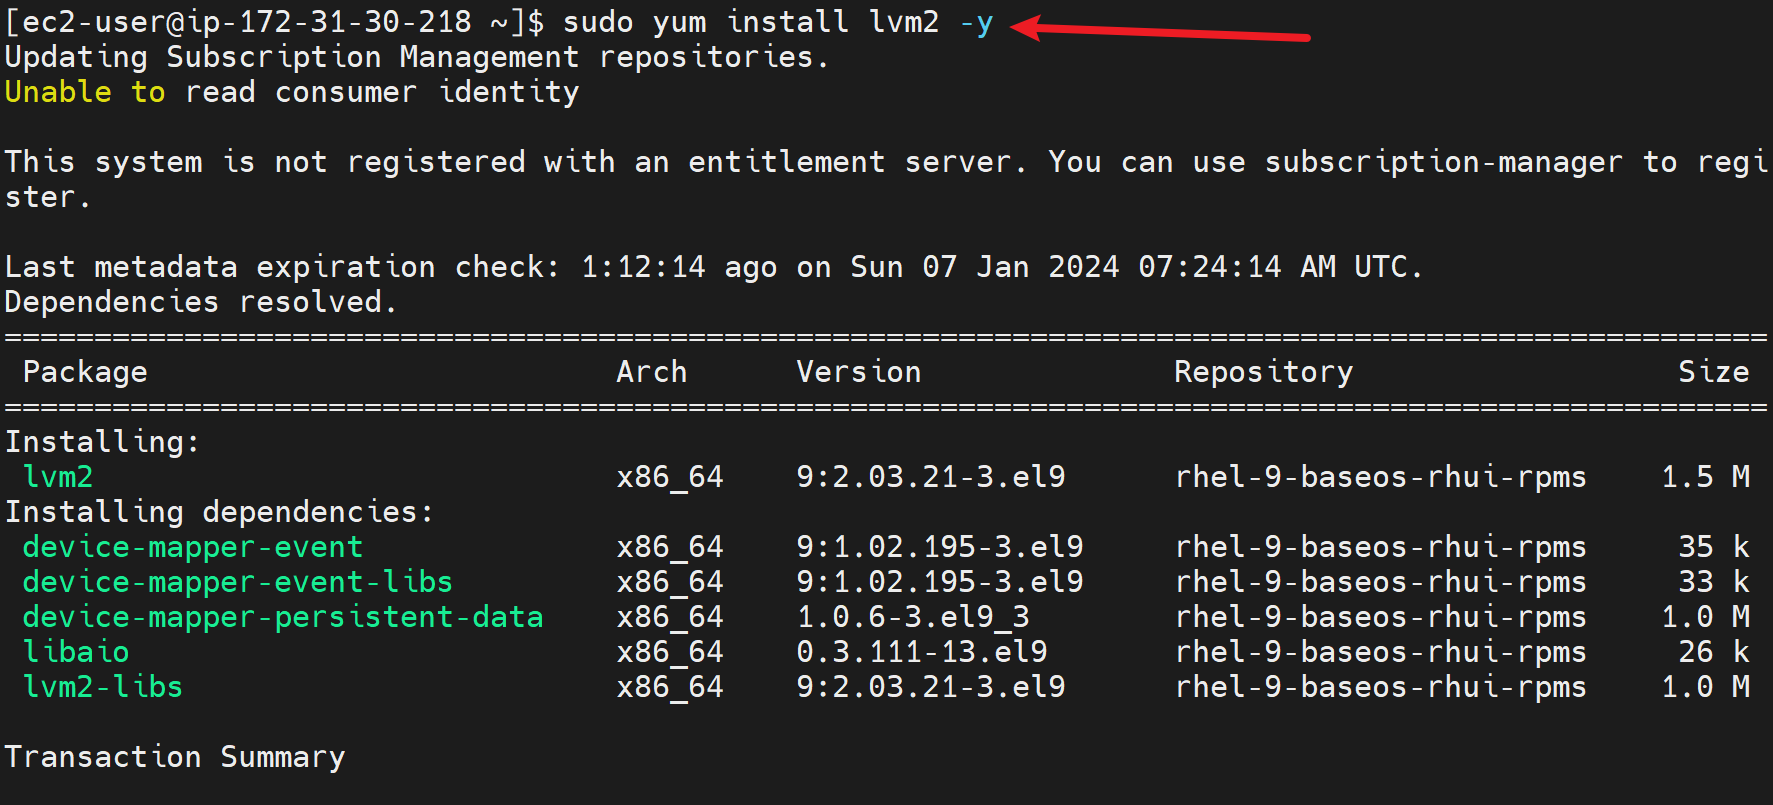 [ec2-user@ip-172-31-30-218 ~]$ sudo yum install lvm2 -y
Updating Subscription Management repositories.
Unable to read consumer identity
This system is not registered with an entitlement server. You can use subscription-manager to regi
ster.
Last metadata expiration check: 1:12:14 ago on Sun 07 Jan 2024 07:24:14 AM UTC.
Dependencies resolved.
==================================================================================================
Package Arch Version Repository Size
==================================================================================================
Installing:
lvm2 x86_64 9:2.03.21-3.el9 rhel-9-baseos-rhui-rpms 1.5 M
Installing dependencies:
device-mapper-event x86_64 9:1.02.195-3.el9 rhel-9-baseos-rhui-rpms 35 k
device-mapper-event-libs x86_64 9:1.02.195-3.el9 rhel-9-baseos-rhui-rpms 33 k
device-mapper-persistent-data x86_64 1.0.6-3.el9_3 rhel-9-baseos-rhui-rpms 1.0 M
libaio x86_64 0.3.111-13.el9 rhel-9-baseos-rhui-rpms 26 k
lvm2-libs x86_64 9:2.03.21-3.el9 rhel-9-baseos-rhui-rpms 1.0 M
Transaction Summary